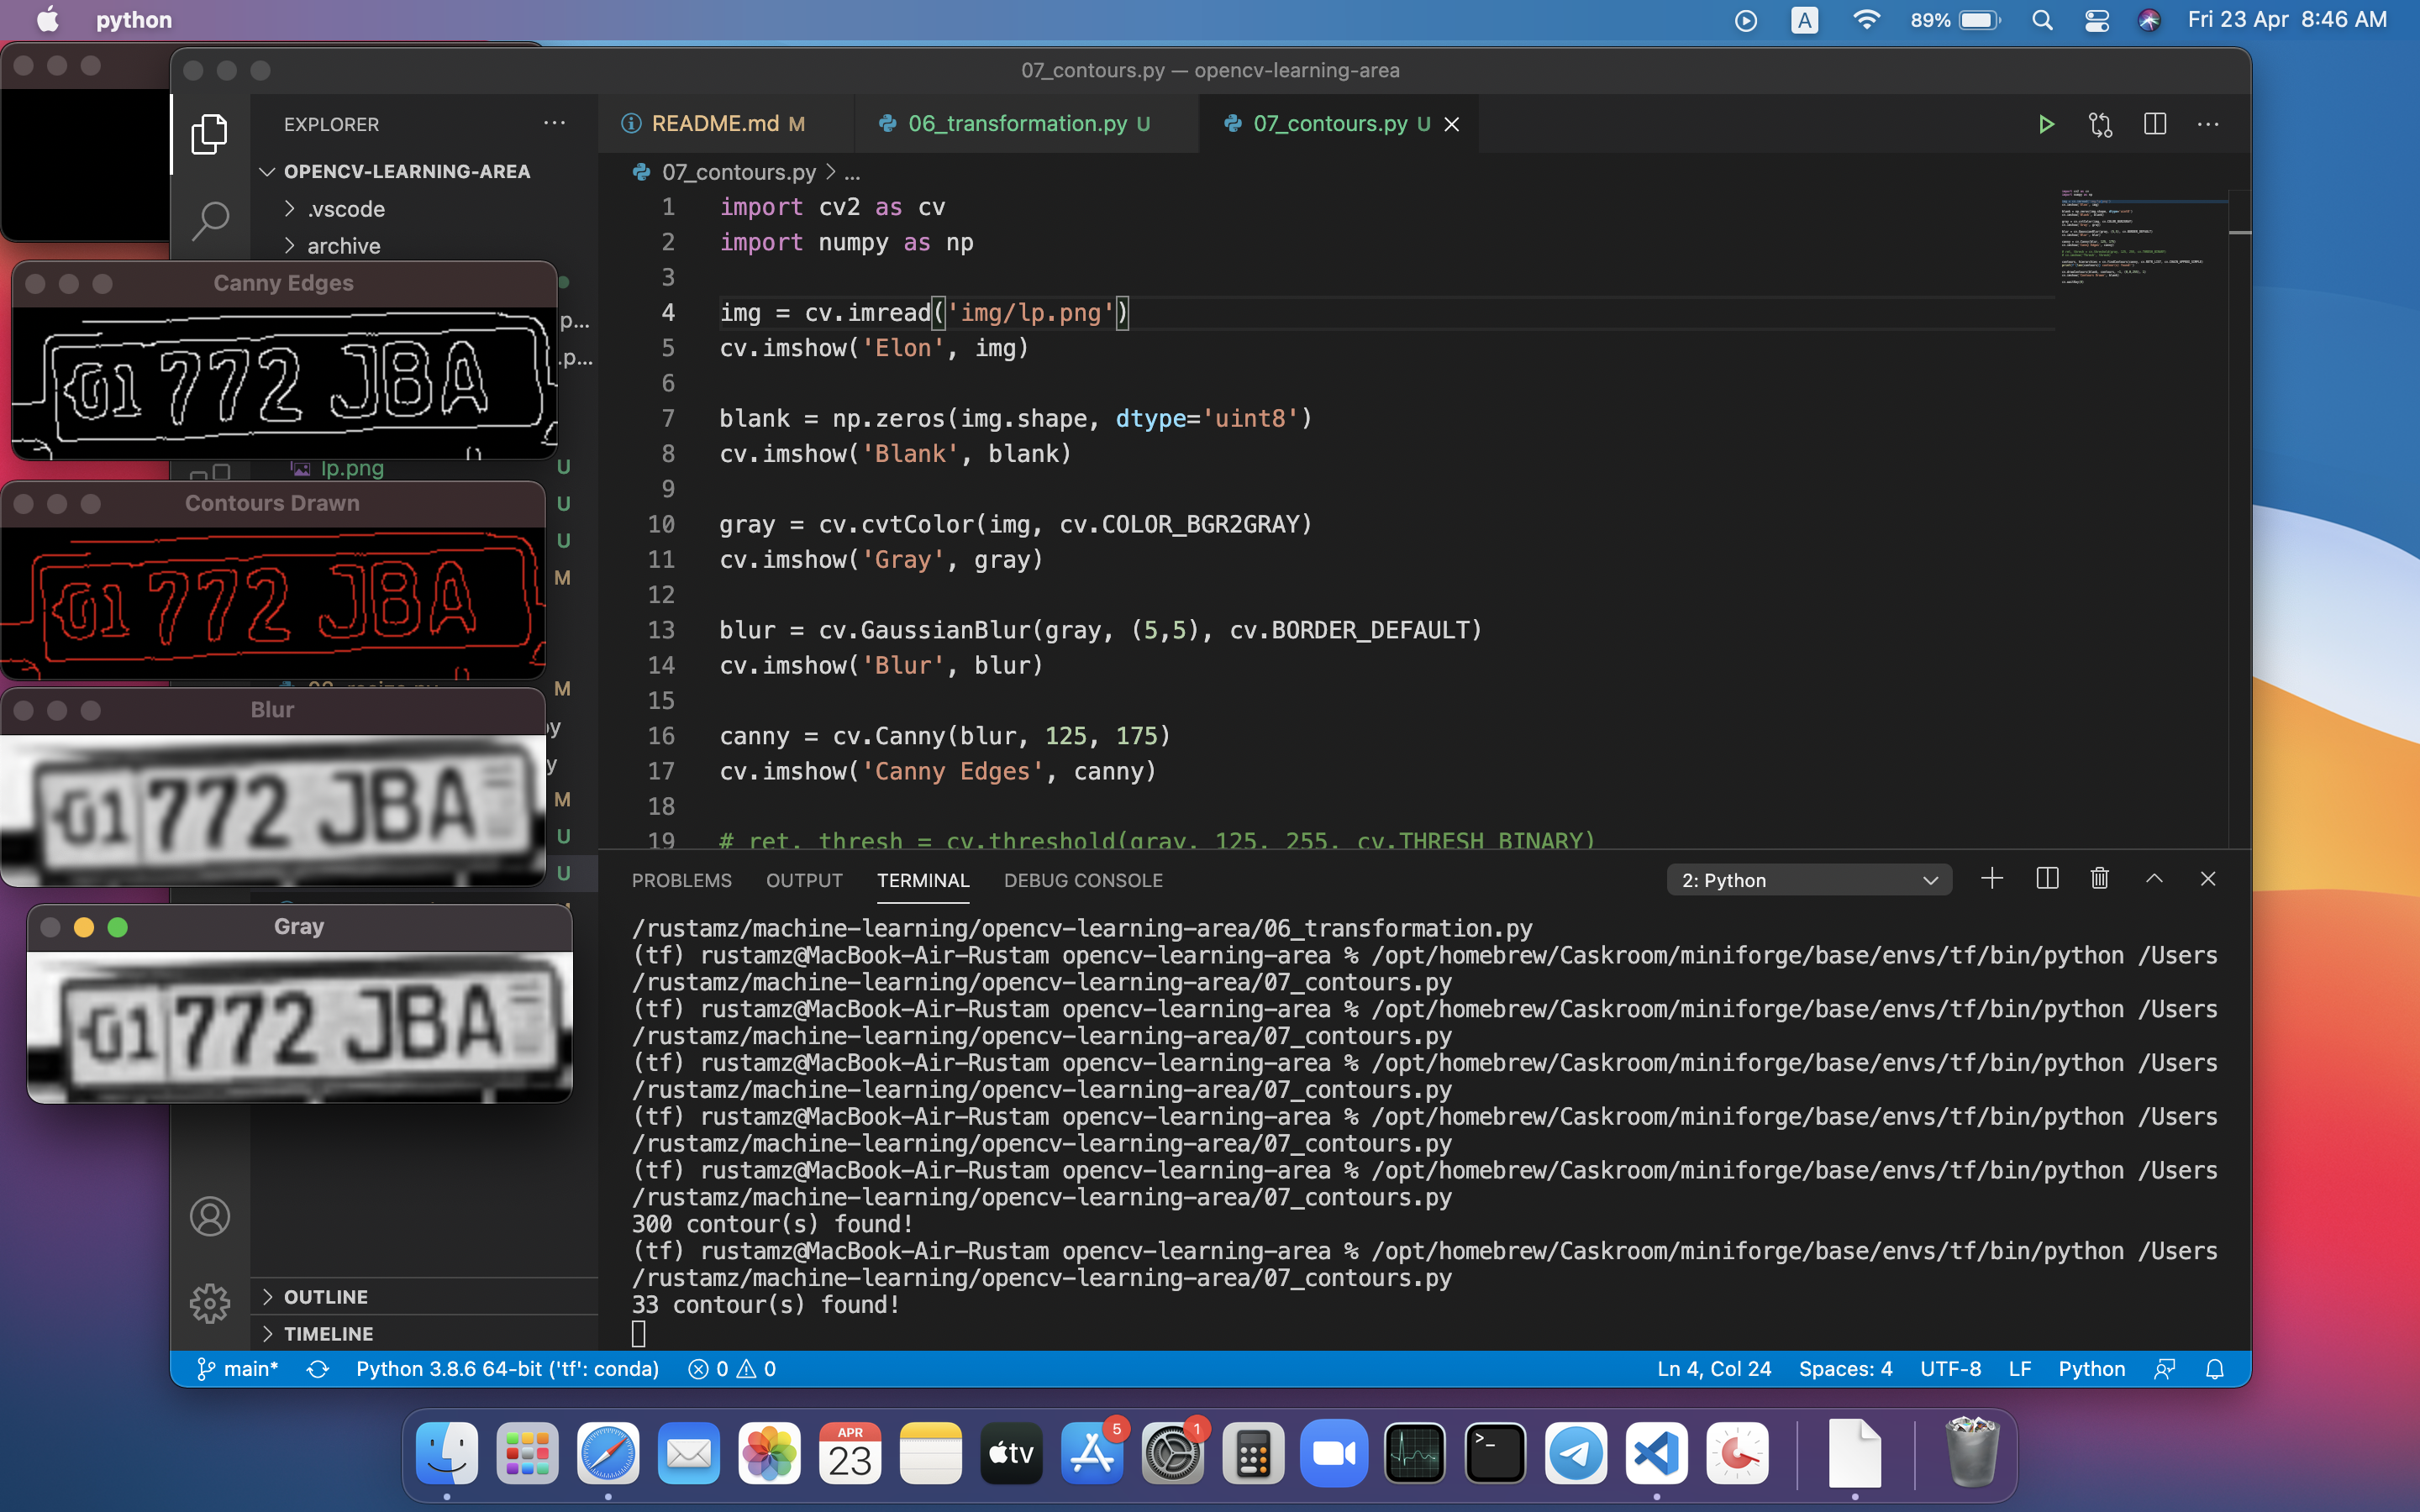 python
89%
A
Fri 23 Apr 8:46 AM
07_contours.py — opencv-learning-area
EXPLORER
OPENCV-LEARNING-AREA
.vscode
archive
Canny Edges
01 772 JBA
lp.png U
Contours Drawn
01 772 JBA
U
U
M
M
Blur
01 772 JBA
M
U
U
Gray
01 772 JBA
OUTLINE
TIMELINE
README.md M
06_transformation.py U
07_contours.py U
07_contours.py > ...
1 import cv2 as cv
2 import numpy as np
3
4 img = cv.imread('img/lp.png')
5 cv.imshow('Elon', img)
6
7 blank = np.zeros(img.shape, dtype='uint8')
8 cv.imshow('Blank', blank)
9
10 gray = cv.cvtColor(img, cv.COLOR_BGR2GRAY)
11 cv.imshow('Gray', gray)
12
13 blur = cv.GaussianBlur(gray, (5,5), cv.BORDER_DEFAULT)
14 cv.imshow('Blur', blur)
15
16 canny = cv.Canny(blur, 125, 175)
17 cv.imshow('Canny Edges', canny)
18
19 # ret, thresh = cv.threshold(gray, 125, 255, cv.THRESH_BINARY)
PROBLEMS OUTPUT TERMINAL DEBUG CONSOLE
2: Python
/rustamz/machine-learning/opencv-learning-area/06_transformation.py
(tf) rustamz@MacBook-Air-Rustam opencv-learning-area % /opt/homebrew/Caskroom/miniforge/base/envs/tf/bin/python /Users
/rustamz/machine-learning/opencv-learning-area/07_contours.py
(tf) rustamz@MacBook-Air-Rustam opencv-learning-area % /opt/homebrew/Caskroom/miniforge/base/envs/tf/bin/python /Users
/rustamz/machine-learning/opencv-learning-area/07_contours.py
(tf) rustamz@MacBook-Air-Rustam opencv-learning-area % /opt/homebrew/Caskroom/miniforge/base/envs/tf/bin/python /Users
/rustamz/machine-learning/opencv-learning-area/07_contours.py
(tf) rustamz@MacBook-Air-Rustam opencv-learning-area % /opt/homebrew/Caskroom/miniforge/base/envs/tf/bin/python /Users
/rustamz/machine-learning/opencv-learning-area/07_contours.py
(tf) rustamz@MacBook-Air-Rustam opencv-learning-area % /opt/homebrew/Caskroom/miniforge/base/envs/tf/bin/python /Users
/rustamz/machine-learning/opencv-learning-area/07_contours.py
300 contour(s) found!
(tf) rustamz@MacBook-Air-Rustam opencv-learning-area % /opt/homebrew/Caskroom/miniforge/base/envs/tf/bin/python /Users
/rustamz/machine-learning/opencv-learning-area/07_contours.py
33 contour(s) found!
main* Python 3.8.6 64-bit ('tf': conda) 0 0 Ln 4, Col 24 Spaces: 4 UTF-8 LF Python
APR
23
tv
5
1